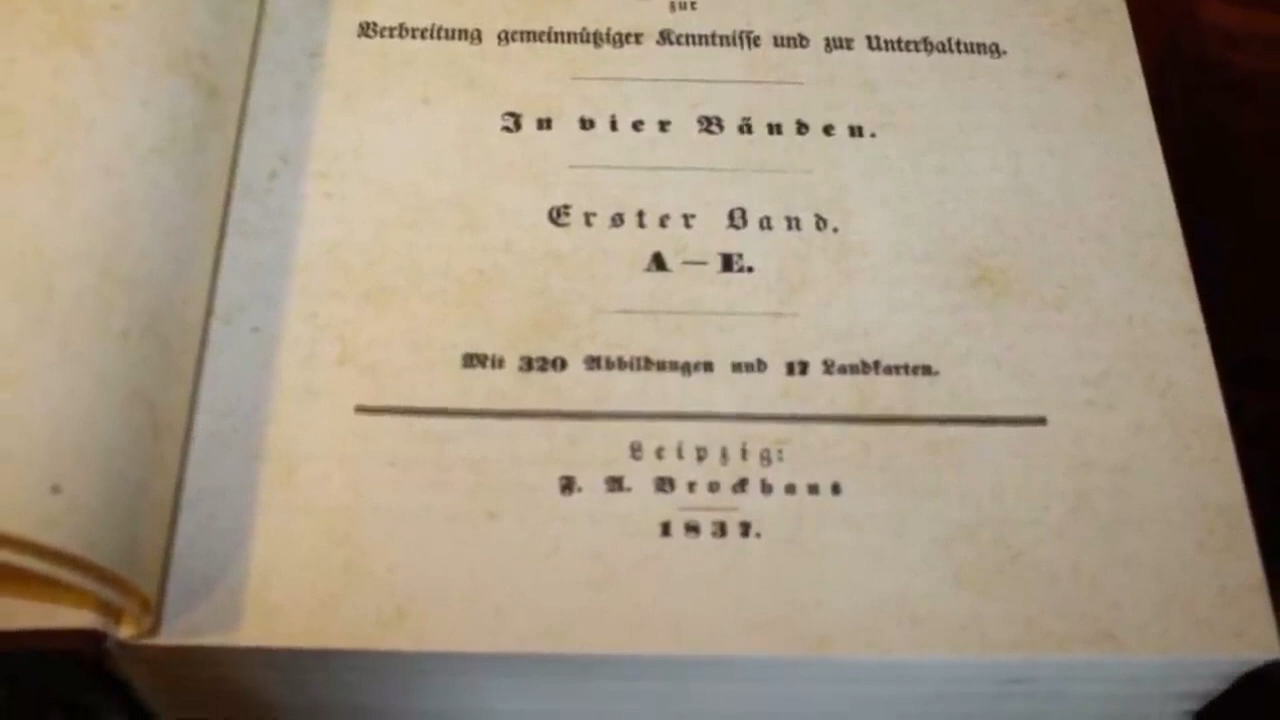 zur
Verbreitung gemeinnütziger Kenntnisse und zur Unterhaltung.
In vier Bänden.
Erster Band.
A — E.
Mit 320 Abbildungen und 17 Landkarten.
Leipzig:
F. A. Brockhaus
1837.